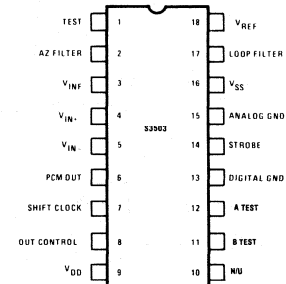 TEST 1 18 VREF
AZ FILTER 2 17 LOOP FILTER
VINF 3 16 VSS
VIN+ 4 15 ANALOG GND
S3503
VIN- 5 14 STROBE
PCM OUT 6 13 DIGITAL GND
SHIFT CLOCK 7 12 A TEST
OUT CONTROL 8 11 B TEST
VDD 9 10 N/U